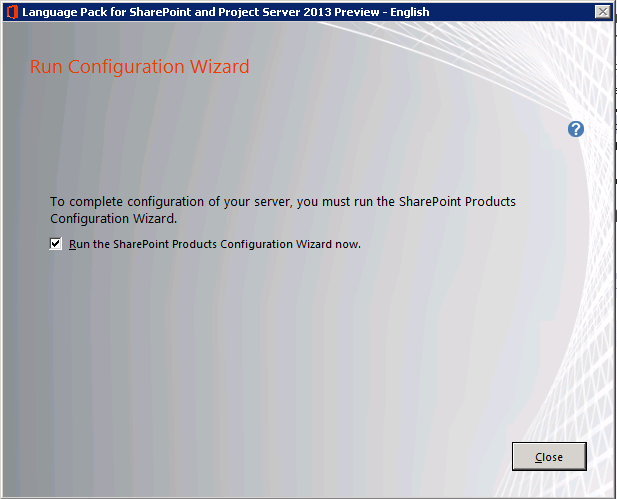 Language Pack for SharePoint and Project Server 2013 Preview - English
Run Configuration Wizard
?
To complete configuration of your server, you must run the SharePoint Products
Configuration Wizard.
Run the SharePoint Products Configuration Wizard now.
Close